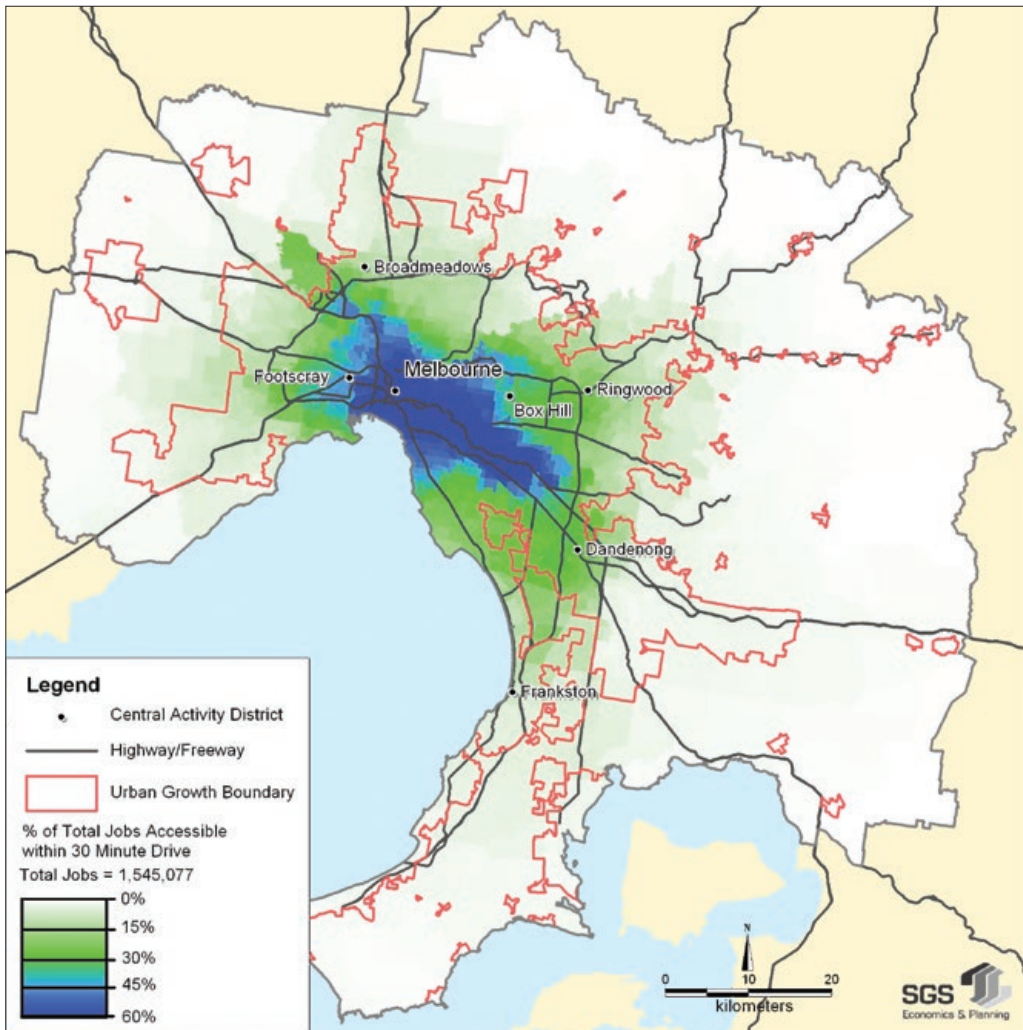 Broadmeadows
Footscray
Melbourne
Ringwood
Box Hill
Dandenong
Frankston
Legend
Central Activity District
Highway/Freeway
Urban Growth Boundary
% of Total Jobs Accessible
within 30 Minute Drive
Total Jobs = 1,545,077
0%
15%
30%
45%
60%
N
0 10 20
kilometers
SGS
Economics & Planning